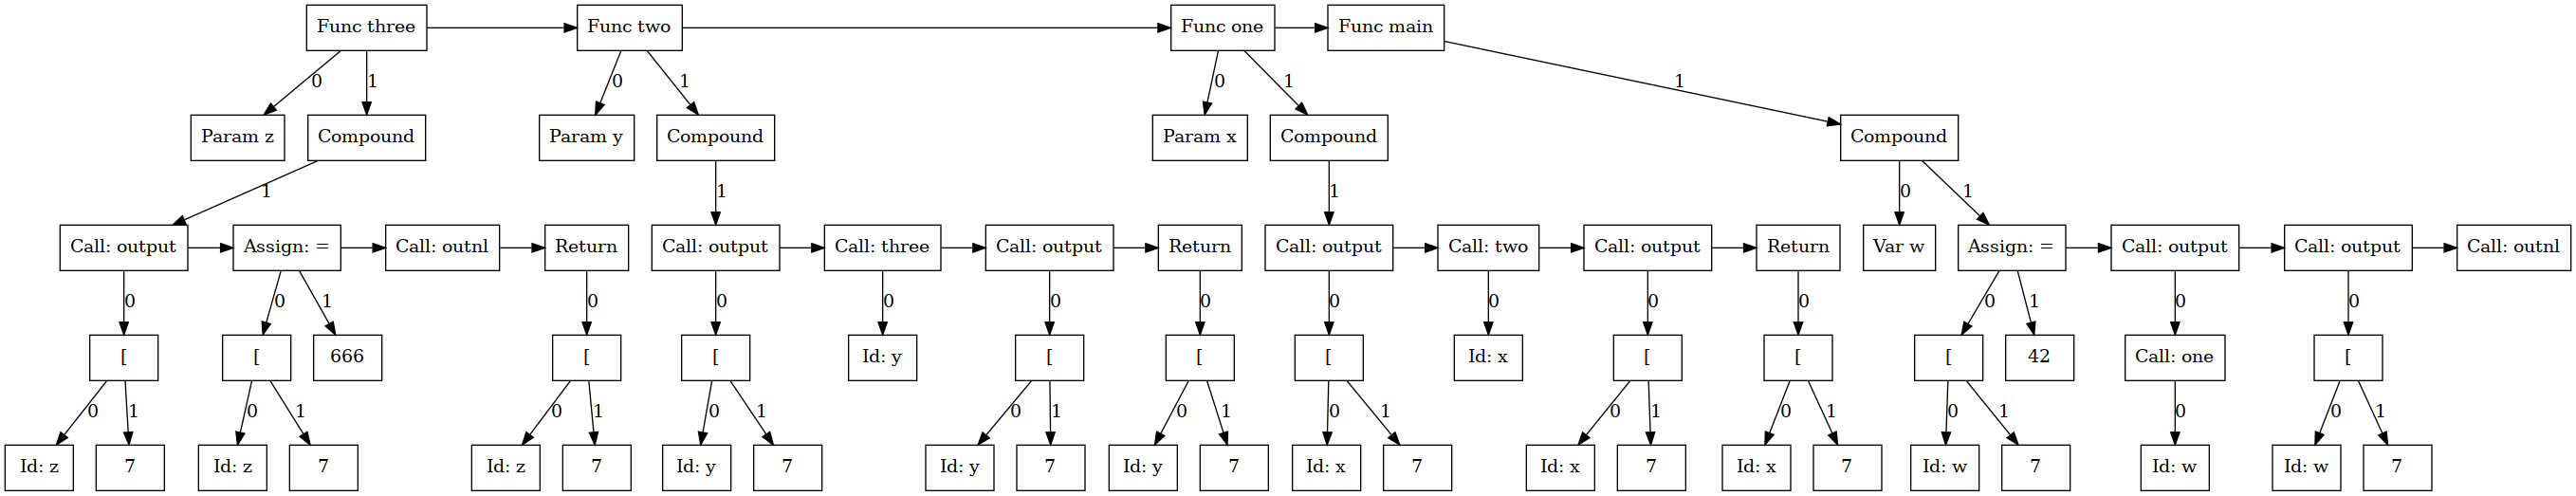 Func three
Func two
Func one
Func main
0
1
0
1
0
1
1
Param z
Compound
Param y
Compound
Param x
Compound
Compound
1
1
1
0
1
Call: output
Assign: =
Call: outnl
Return
Call: output
Call: three
Call: output
Return
Call: output
Call: two
Call: output
Return
Var w
Assign: =
Call: output
Call: output
Call: outnl
0
0
1
0
0
0
0
0
0
0
0
0
0
1
0
0
[
[
666
[
[
Id: y
[
[
[
Id: x
[
[
[
42
Call: one
[
0
1
0
1
0
1
0
1
0
1
0
1
0
1
0
1
0
1
0
1
0
0
1
Id: z
7
Id: z
7
Id: z
7
Id: y
7
Id: y
7
Id: y
7
Id: x
7
Id: x
7
Id: x
7
Id: w
7
Id: w
Id: w
7